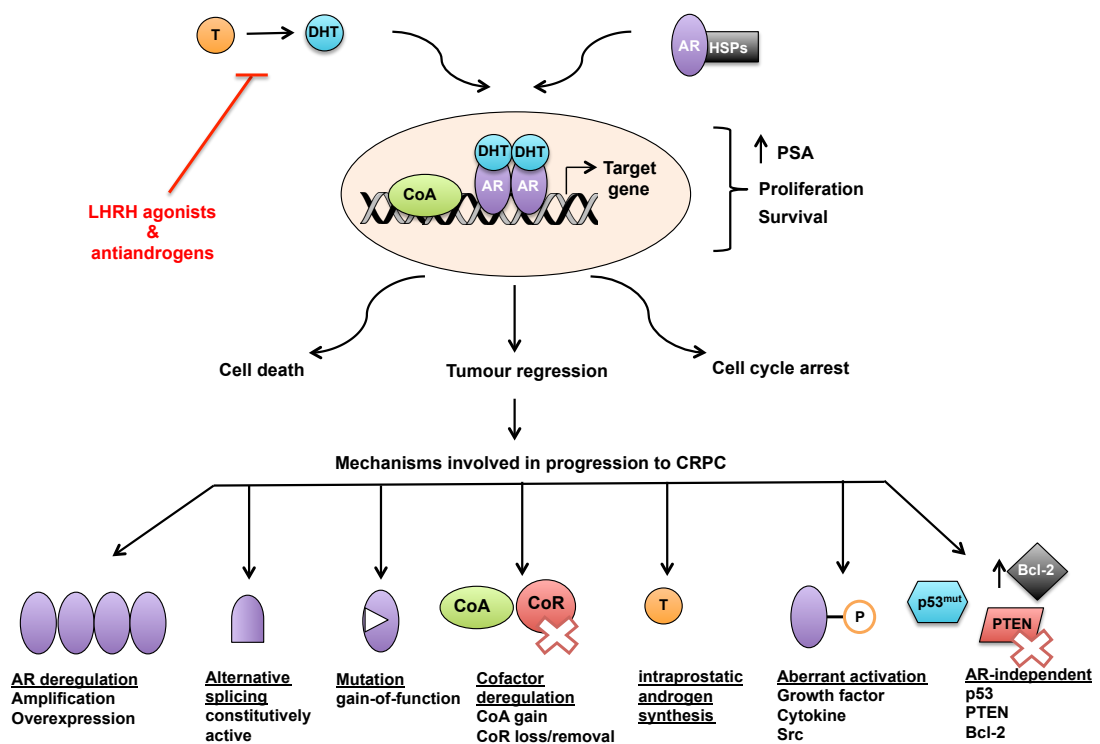 T
DHT
AR
HSPs
DHT
DHT
CoA
AR
AR
Target
gene
PSA
Proliferation
Survival
LHRH agonists
&
antiandrogens
Cell death
Tumour regression
Cell cycle arrest
Mechanisms involved in progression to CRPC
CoA
CoR
T
P
p53mut
Bcl-2
PTEN
AR deregulation
Amplification
Overexpression
Alternative
splicing
constitutively
active
Mutation
gain-of-function
Cofactor
deregulation
CoA gain
CoR loss/removal
intraprostatic
androgen
synthesis
Aberrant activation
Growth factor
Cytokine
Src
AR-independent
p53
PTEN
Bcl-2